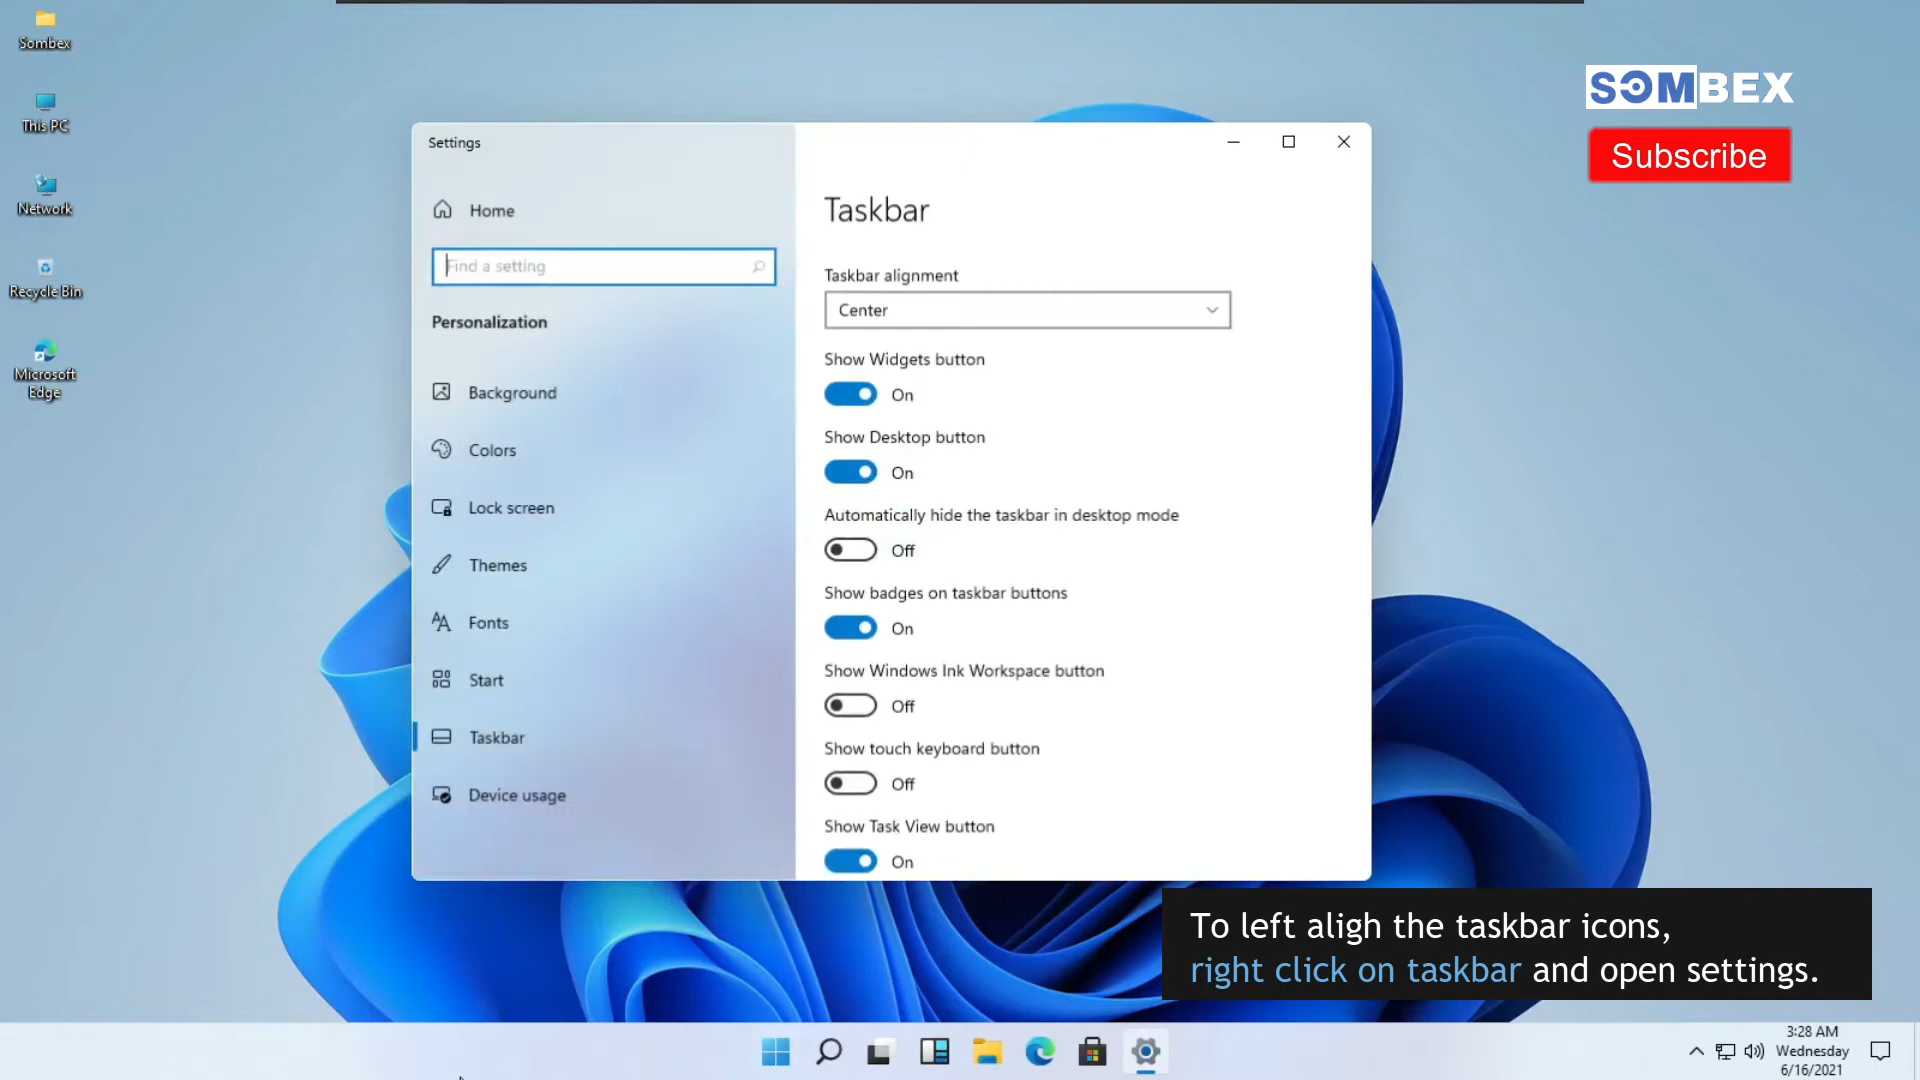 Sombex
This PC
Network
Recycle Bin
Microsoft
Edge
SOMBEX
Subscribe
Settings
Home
Find a setting
Personalization
Background
Colors
Lock screen
Themes
Fonts
Start
Taskbar
Device usage
Taskbar
Taskbar alignment
Center
Show Widgets button
On
Show Desktop button
On
Automatically hide the taskbar in desktop mode
Off
Show badges on taskbar buttons
On
Show Windows Ink Workspace button
Off
Show touch keyboard button
Off
Show Task View button
On
To left aligh the taskbar icons,
right click on taskbar and open settings.
3:28 AM
Wednesday
6/16/2021